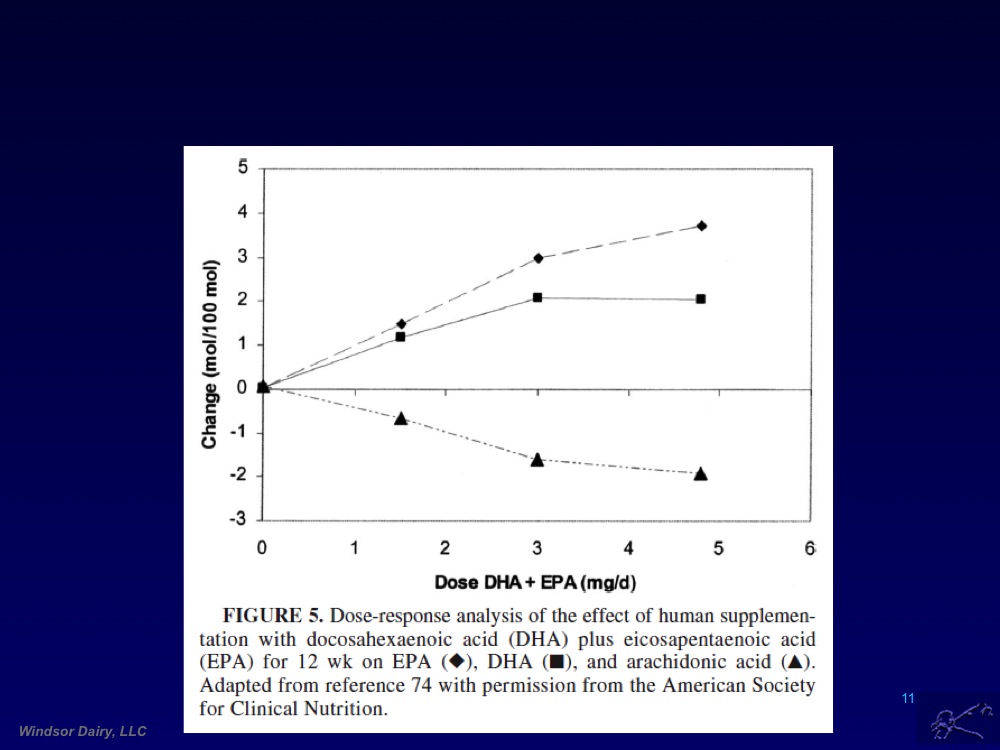 5
4
3
2
1
0
-1
-2
-3
Change (mol/100 mol)
0 1 2 3 4 5 6
Dose DHA + EPA (mg/d)
FIGURE 5. Dose-response analysis of the effect of human supplemen-
tation with docosahexaenoic acid (DHA) plus eicosapentaenoic acid
(EPA) for 12 wk on EPA (◆), DHA (■), and arachidonic acid (▲).
Adapted from reference 74 with permission from the American Society
for Clinical Nutrition.
11
Windsor Dairy, LLC